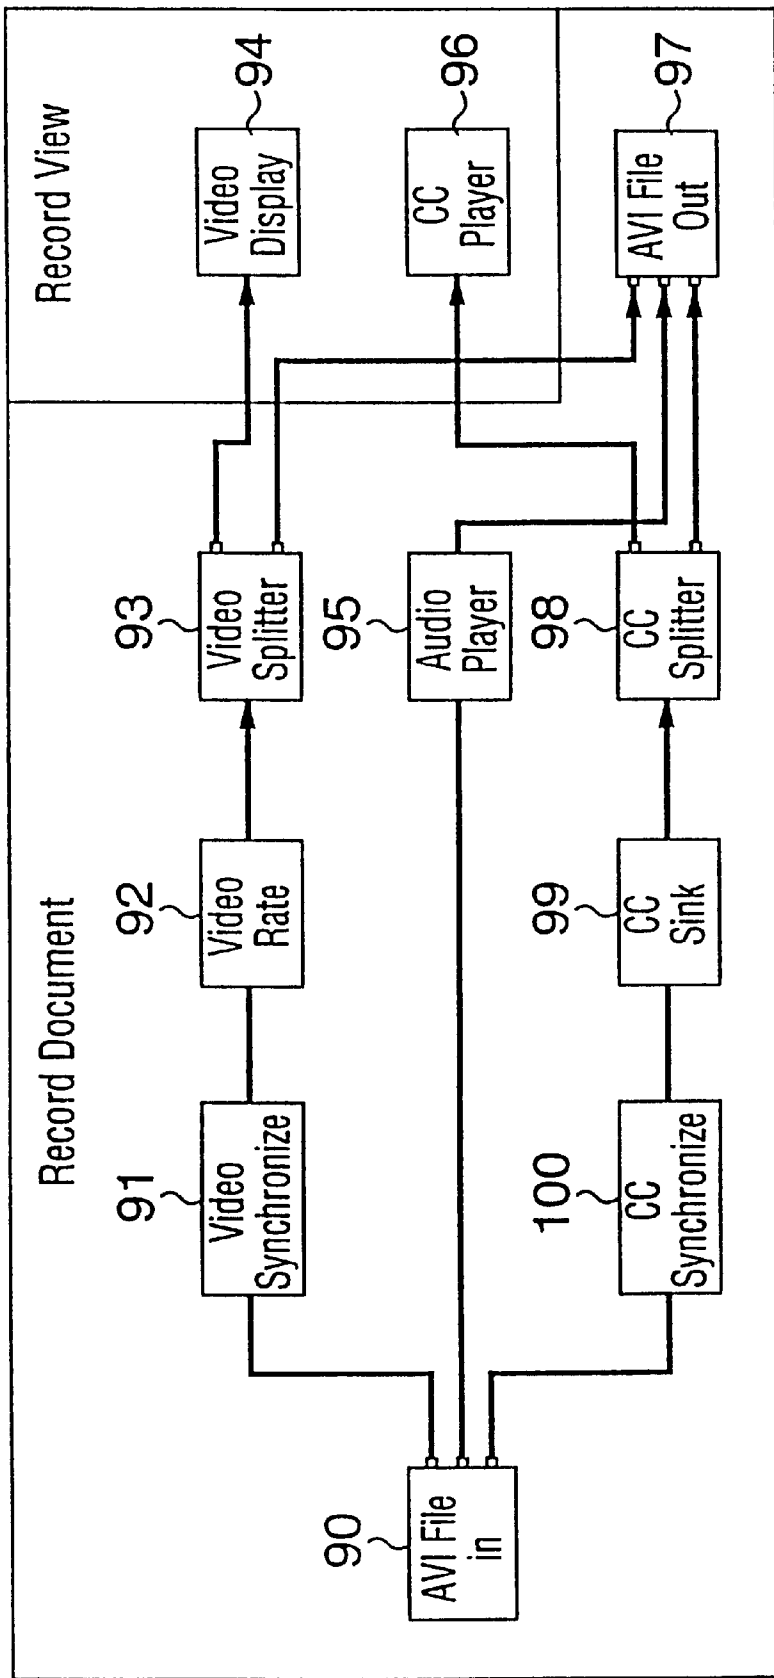 Record Document
Record View
90
AVI File
in
91
Video
Synchronize
92
Video
Rate
93
Video
Splitter
94
Video
Display
95
Audio
Player
96
CC
Player
100
CC
Synchronize
99
CC
Sink
98
CC
Splitter
97
AVI File
Out